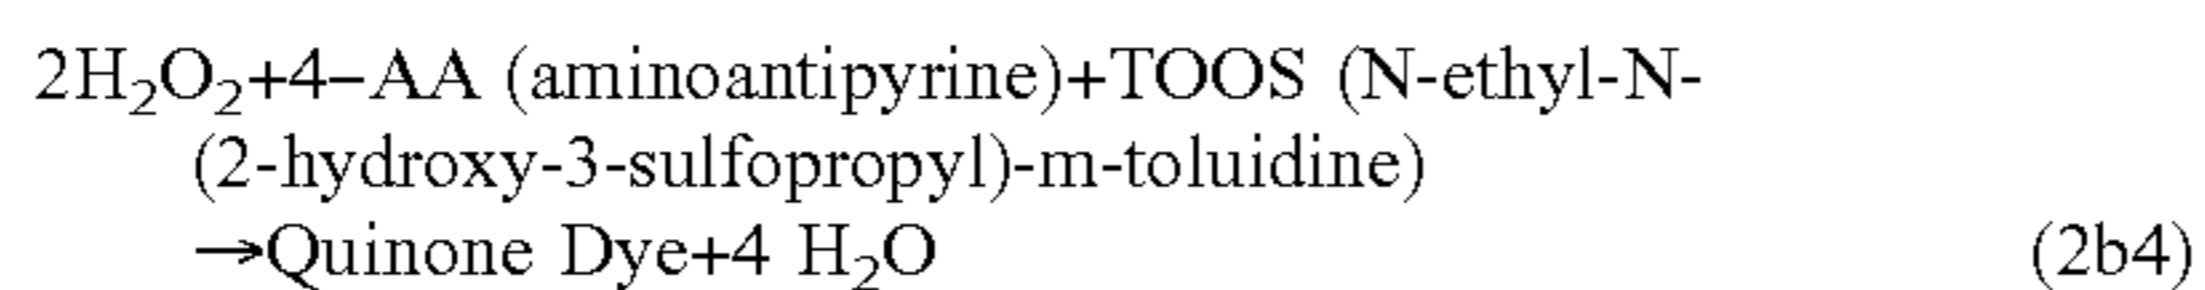 2H₂O₂+4−AA (aminoantipyrine)+TOOS (N-ethyl-N-
(2-hydroxy-3-sulfopropyl)-m-toluidine)
→Quinone Dye+4 H₂O (2b4)